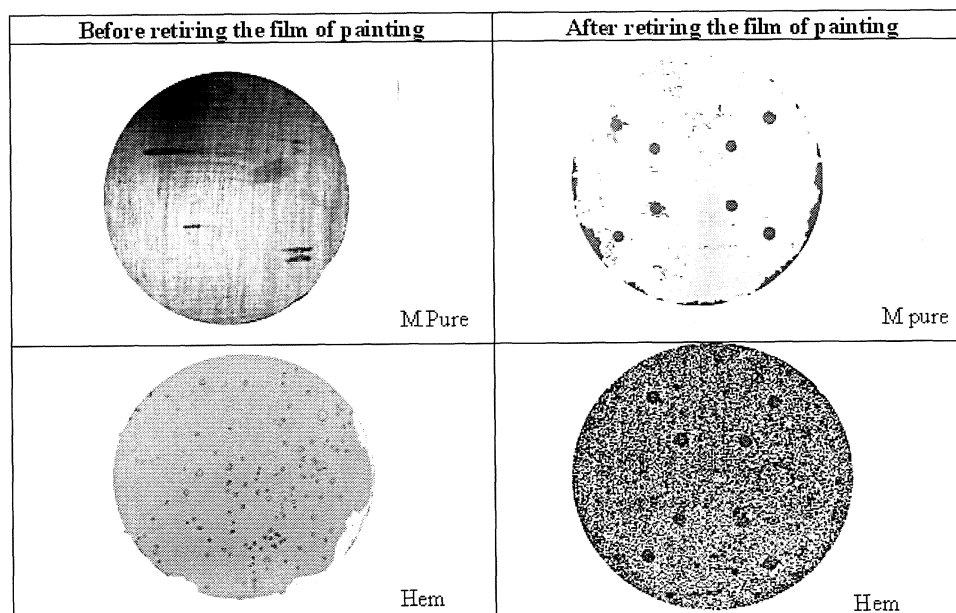 Before retiring the film of painting
After retiring the film of painting
M.Pure
M pure
Hem
Hem